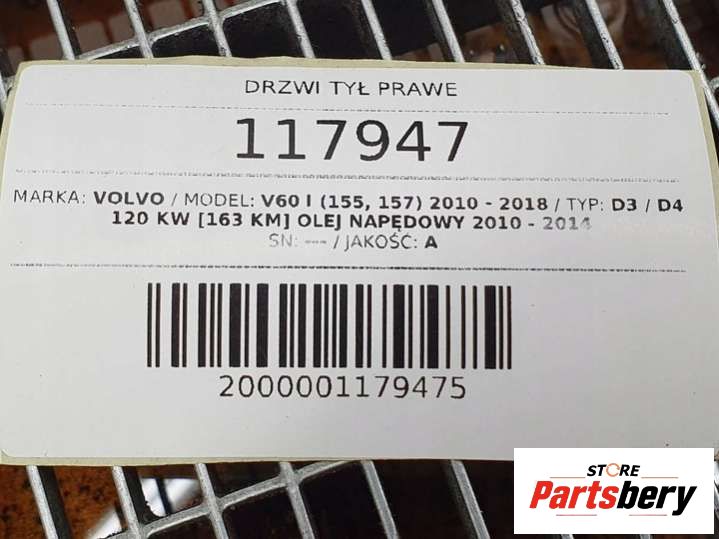 DRZWI TYŁ PRAWE
117947
MARKA: VOLVO / MODEL: V60 I (155, 157) 2010 - 2018 / TYP: D3 / D4
120 KW [163 KM] OLEJ NAPĘDOWY 2010 - 2014
SN: --- / JAKOŚĆ: A
2000001179475
STORE
Partsbery